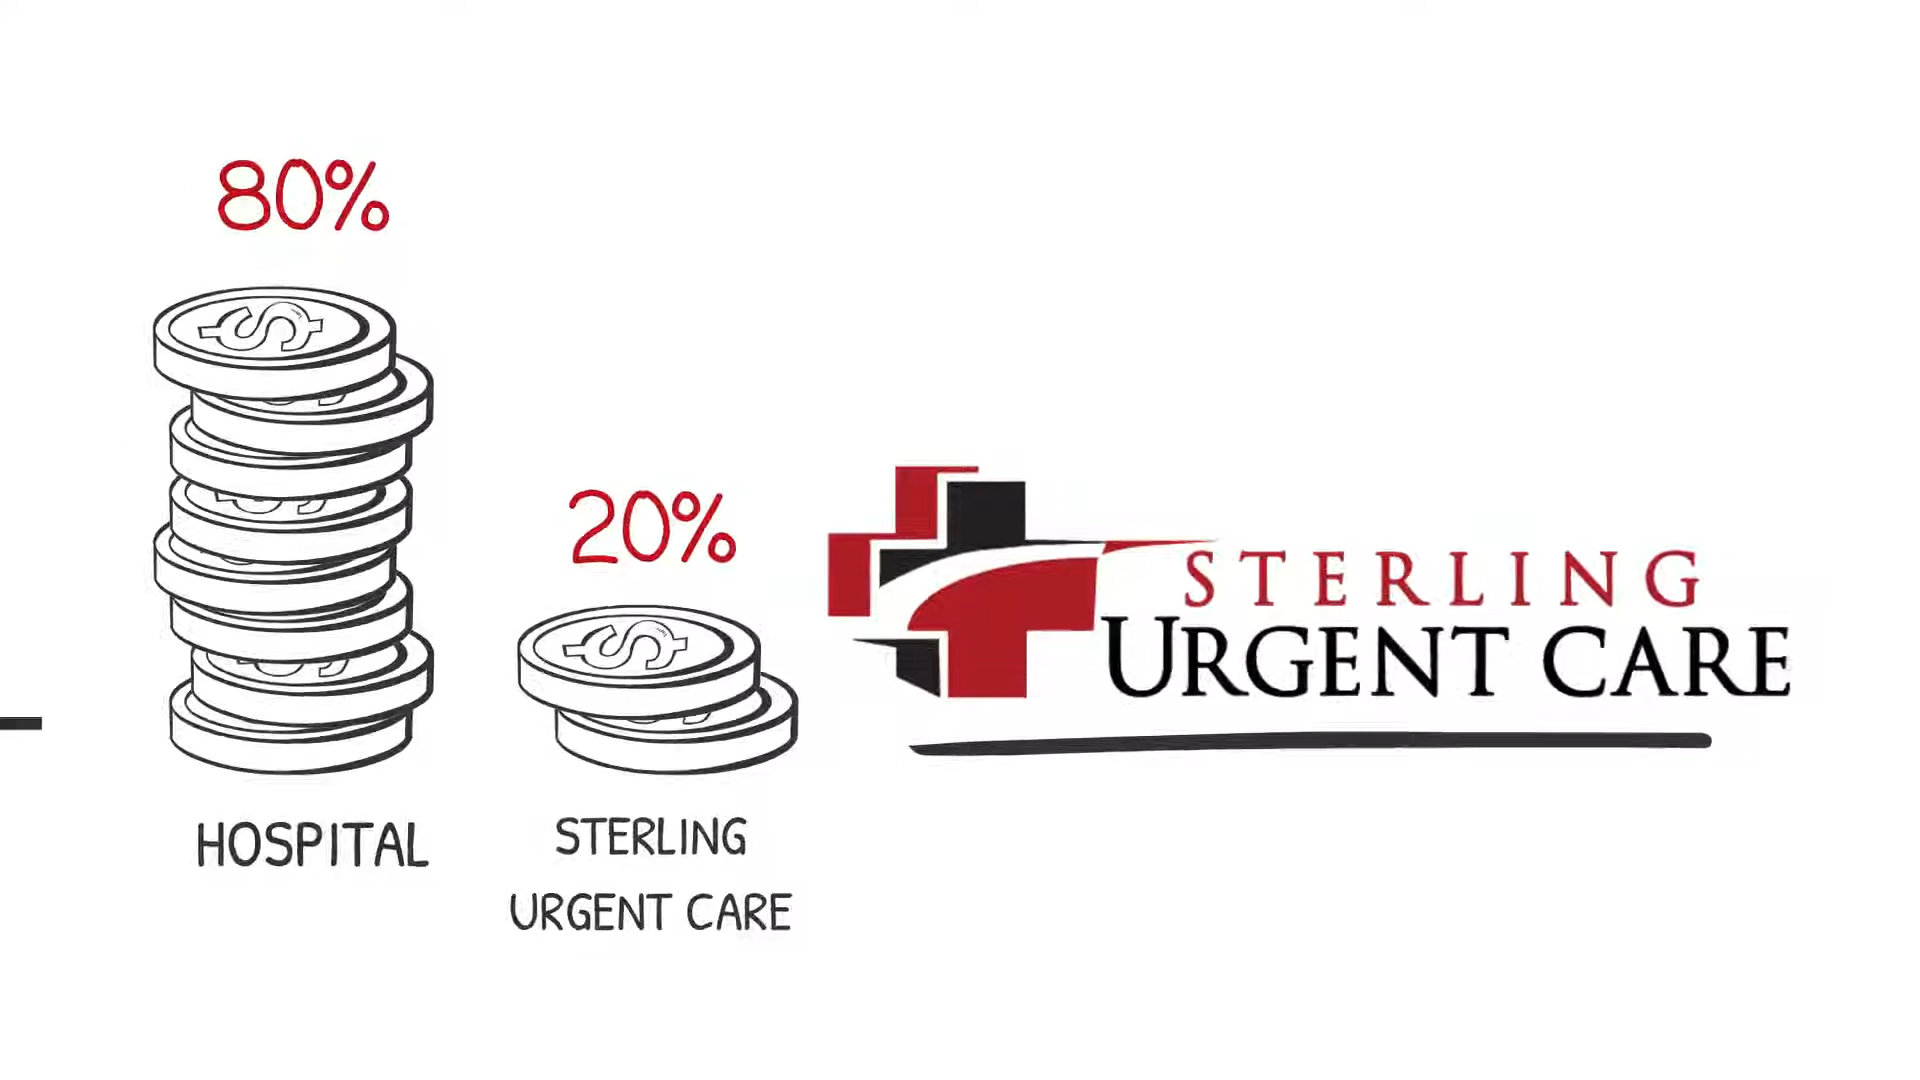 80%
20%
STERLING
URGENT CARE
HOSPITAL
STERLING
URGENT CARE